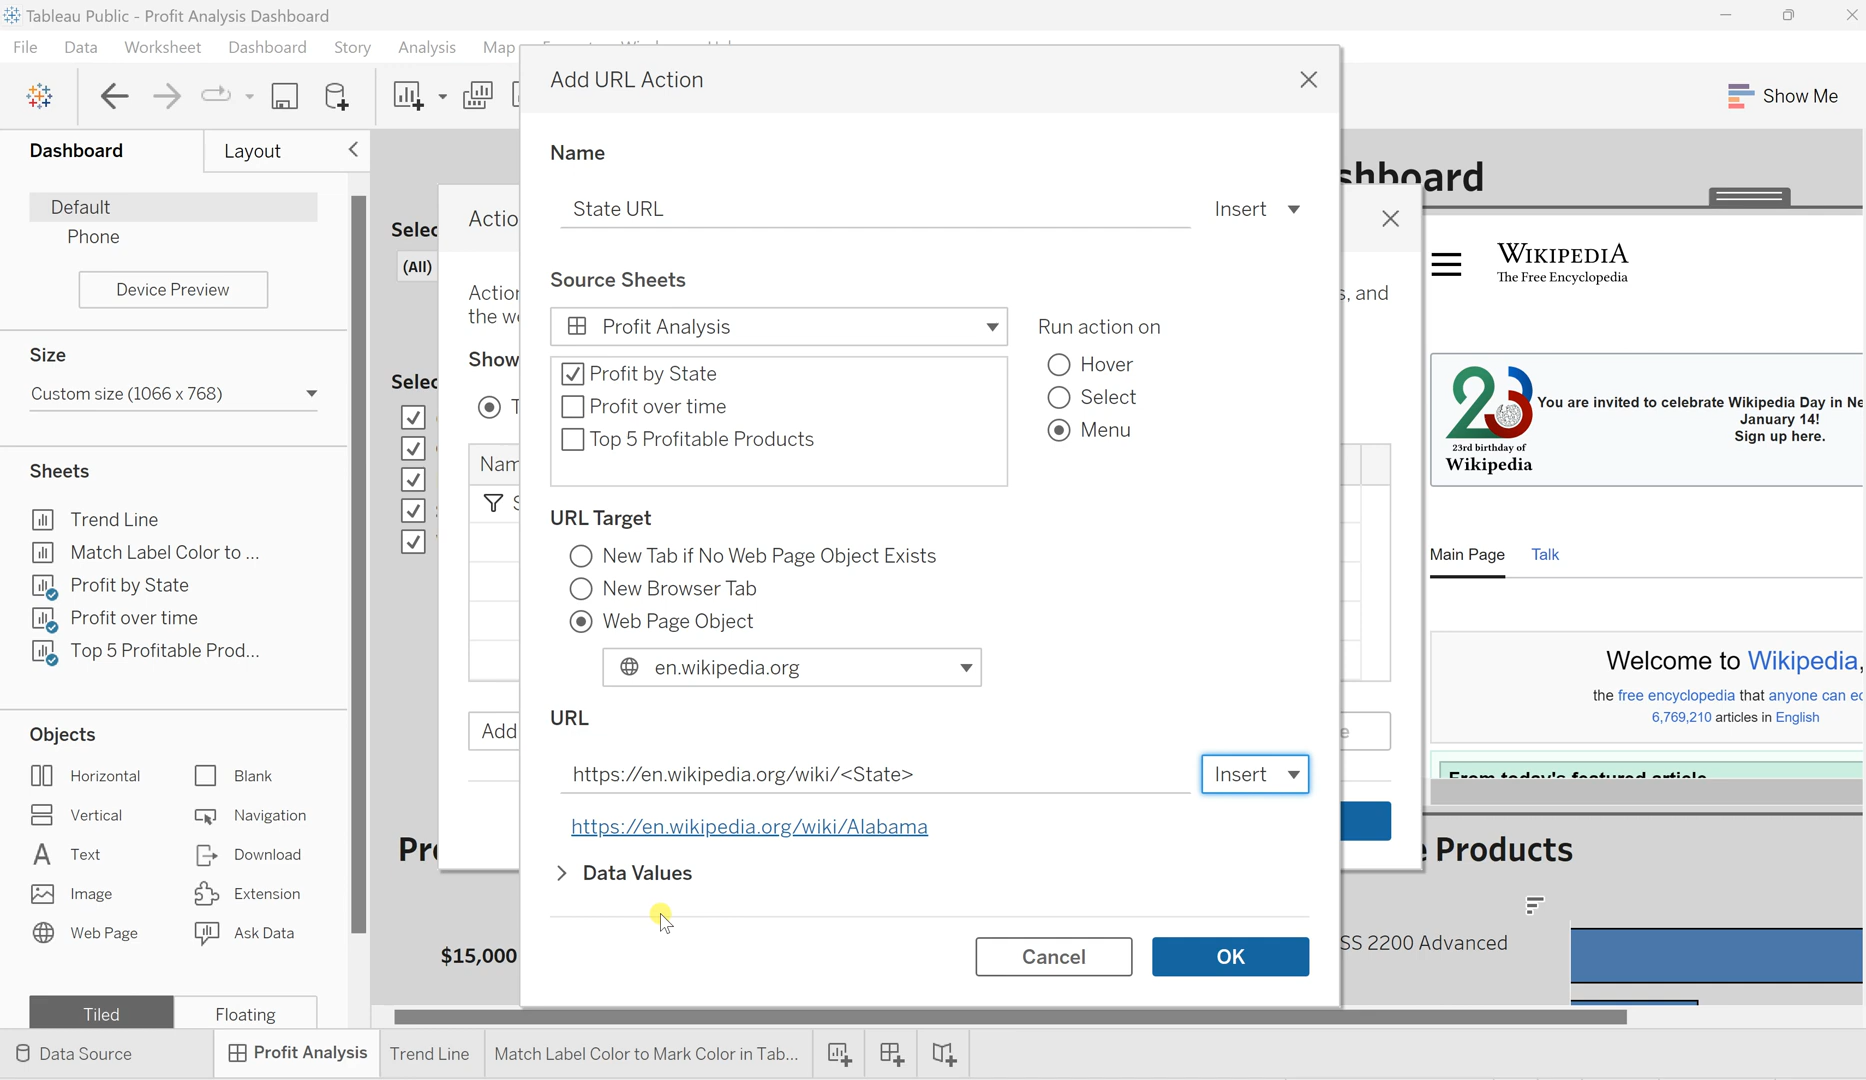 Tableau Public - Profit Analysis Dashboard
File Data Worksheet Dashboard Story Analysis Map
Show Me
Dashboard
Layout
Default
Phone
Device Preview
Size
Custom size (1066 x 768)
Sheets
Trend Line
Match Label Color to ...
Profit by State
Profit over time
Top 5 Profitable Prod...
Objects
Horizontal Blank
Vertical Navigation
Text Download
Image Extension
Web Page Ask Data
Tiled Floating
(All)
the
Show
Add
$15,000
Add URL Action
Name
State URL
Insert
Source Sheets
Profit Analysis
Profit by State
Profit over time
Top 5 Profitable Products
Run action on
Hover
Select
Menu
URL Target
New Tab if No Web Page Object Exists
New Browser Tab
Web Page Object
en.wikipedia.org
URL
https://en.wikipedia.org/wiki/<State>
Insert
https://en.wikipedia.org/wiki/Alabama
Data Values
Cancel
OK
shboard
s, and
WIKIPEDIA
The Free Encyclopedia
23rd birthday of
Wikipedia
You are invited to celebrate Wikipedia Day in Ne
January 14!
Sign up here.
Main Page Talk
Welcome to Wikipedia,
the free encyclopedia that anyone can ec
6,769,210 articles in English
From today's featured article
Products
SS 2200 Advanced
Data Source
Profit Analysis
Trend Line
Match Label Color to Mark Color in Tab...